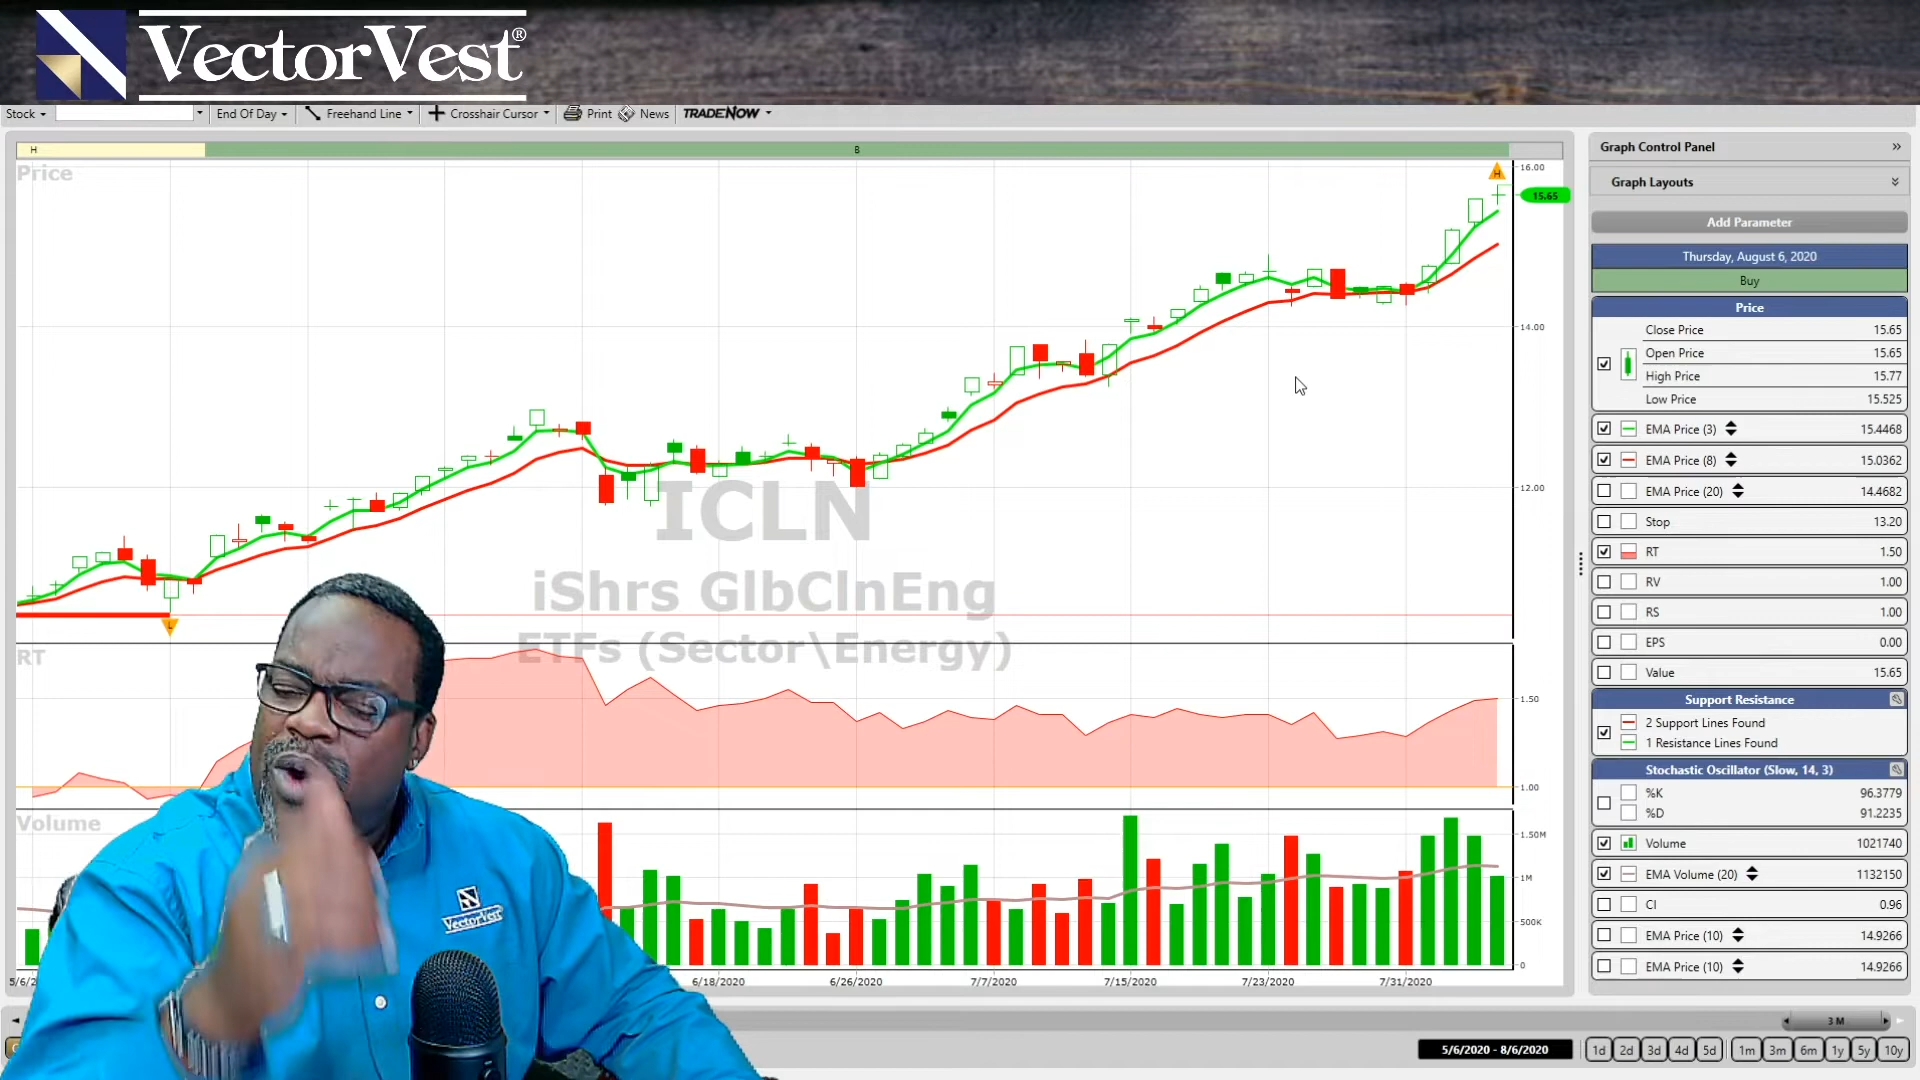 VectorVest®
Stock
End Of Day
Freehand Line
Crosshair Cursor
Print
News
TRADENOW
H
B
Price
H
16.00
15.65
14.00
12.00
ICLN
iShrs GlbClnEng
ETFs (Sector\Energy)
L
RT
1.50
1.00
Volume
1.50M
1M
500K
0
6/18/2020
6/26/2020
7/7/2020
7/15/2020
7/23/2020
7/31/2020
VectorVest
3 M
5/6/2020 - 8/6/2020
1d 2d 3d 4d 5d 1m 3m 6m 1y 5y 10y
Graph Control Panel
Graph Layouts
Add Parameter
Thursday, August 6, 2020
Buy
Price
Close Price 15.65
Open Price 15.65
High Price 15.77
Low Price 15.525
EMA Price (3) 15.4468
EMA Price (8) 15.0362
EMA Price (20) 14.4682
Stop 13.20
RT 1.50
RV 1.00
RS 1.00
EPS 0.00
Value 15.65
Support Resistance
2 Support Lines Found
1 Resistance Lines Found
Stochastic Oscillator (Slow, 14, 3)
%K 96.3779
%D 91.2235
Volume 1021740
EMA Volume (20) 1132150
CI 0.96
EMA Price (10) 14.9266
EMA Price (10) 14.9266